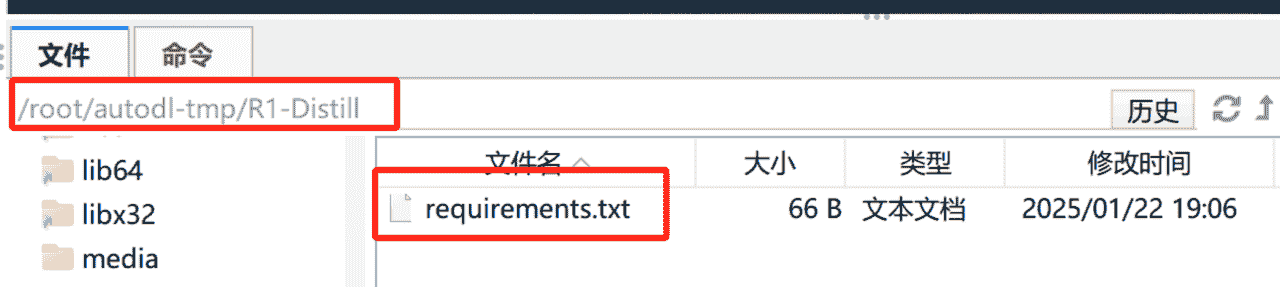 文件 命令
/root/autodl-tmp/R1-Distill 历史
文件名 大小 类型 修改时间
lib64
requirements.txt 66 B 文本文档 2025/01/22 19:06
libx32
media